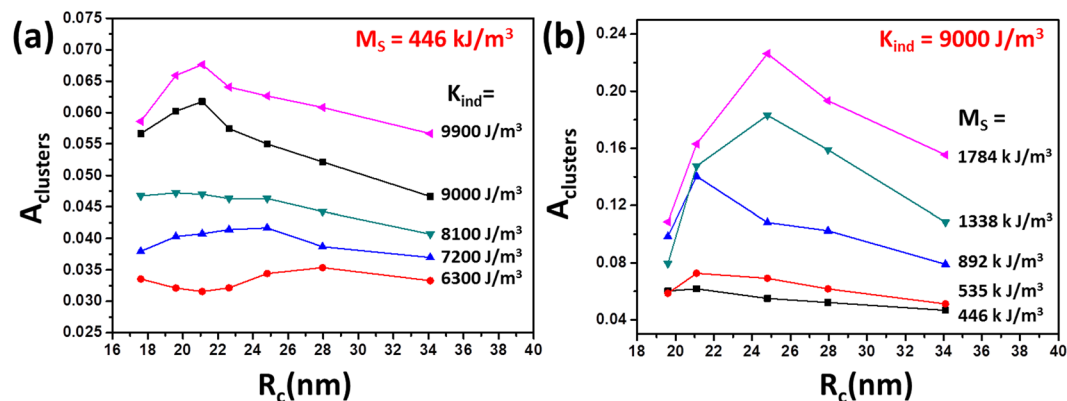 (a)
M_S = 446 kJ/m³
K_ind =
9900 J/m³
9000 J/m³
8100 J/m³
7200 J/m³
6300 J/m³
A_clusters
0.075
0.070
0.065
0.060
0.055
0.050
0.045
0.040
0.035
0.030
0.025
16 18 20 22 24 26 28 30 32 34 36 38 40
R_c(nm)
(b)
K_ind = 9000 J/m³
M_S =
1784 k J/m³
1338 k J/m³
892 k J/m³
535 k J/m³
446 k J/m³
A_clusters
0.24
0.20
0.16
0.12
0.08
0.04
18 20 22 24 26 28 30 32 34 36 38 40
R_c(nm)